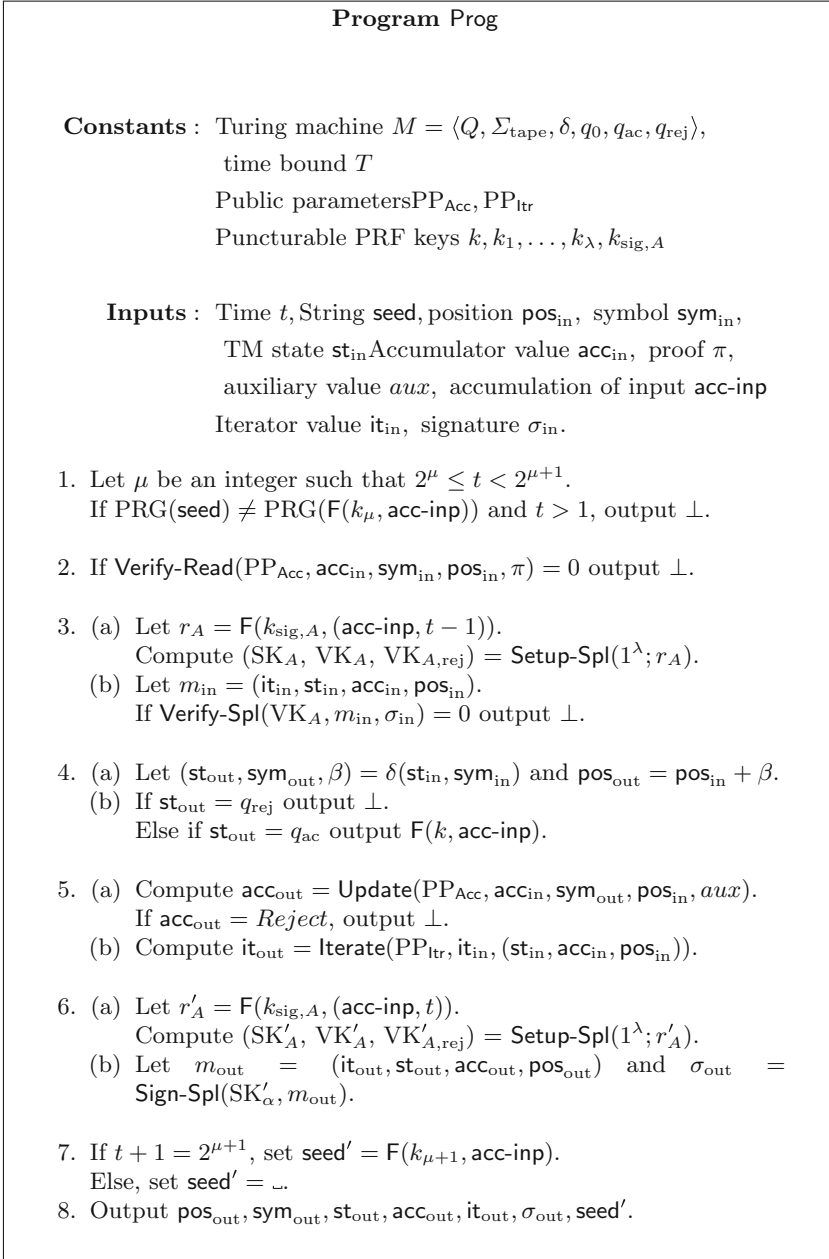 Program Prog
Constants : Turing machine M = ⟨Q, Σ_tape, δ, q_0, q_ac, q_rej⟩,
time bound T
Public parametersPP_Acc, PP_Itr
Puncturable PRF keys k, k_1, . . . , k_λ, k_sig,A
Inputs : Time t, String seed, position pos_in, symbol sym_in,
TM state st_inAccumulator value acc_in, proof π,
auxiliary value aux, accumulation of input acc-inp
Iterator value it_in, signature σ_in.
1. Let μ be an integer such that 2^μ ≤ t < 2^{μ+1}.
If PRG(seed) ≠ PRG(F(k_μ, acc-inp)) and t > 1, output ⊥.
2. If Verify-Read(PP_Acc, acc_in, sym_in, pos_in, π) = 0 output ⊥.
3. (a) Let r_A = F(k_sig,A, (acc-inp, t − 1)).
Compute (SK_A, VK_A, VK_A,rej) = Setup-Spl(1^λ; r_A).
(b) Let m_in = (it_in, st_in, acc_in, pos_in).
If Verify-Spl(VK_A, m_in, σ_in) = 0 output ⊥.
4. (a) Let (st_out, sym_out, β) = δ(st_in, sym_in) and pos_out = pos_in + β.
(b) If st_out = q_rej output ⊥.
Else if st_out = q_ac output F(k, acc-inp).
5. (a) Compute acc_out = Update(PP_Acc, acc_in, sym_out, pos_in, aux).
If acc_out = Reject, output ⊥.
(b) Compute it_out = Iterate(PP_Itr, it_in, (st_in, acc_in, pos_in)).
6. (a) Let r′_A = F(k_sig,A, (acc-inp, t)).
Compute (SK′_A, VK′_A, VK′_A,rej) = Setup-Spl(1^λ; r′_A).
(b) Let m_out = (it_out, st_out, acc_out, pos_out) and σ_out =
Sign-Spl(SK′_α, m_out).
7. If t + 1 = 2^{μ+1}, set seed′ = F(k_{μ+1}, acc-inp).
Else, set seed′ = ␣.
8. Output pos_out, sym_out, st_out, acc_out, it_out, σ_out, seed′.